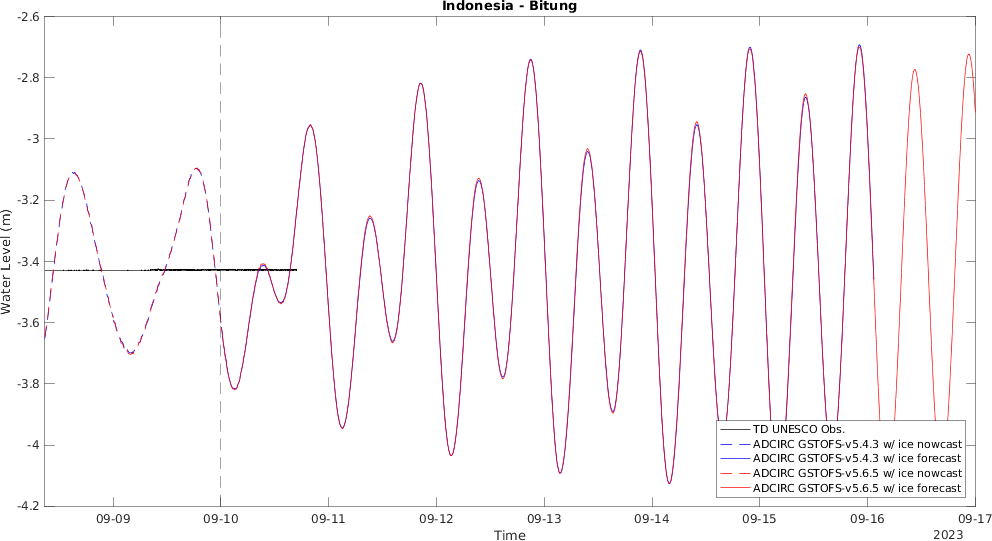 Indonesia - Bitung
Water Level (m)
-2.6
-2.8
-3
-3.2
-3.4
-3.6
-3.8
-4
-4.2
TD UNESCO Obs.
ADCIRC GSTOFS-v5.4.3 w/ ice nowcast
ADCIRC GSTOFS-v5.4.3 w/ ice forecast
ADCIRC GSTOFS-v5.6.5 w/ ice nowcast
ADCIRC GSTOFS-v5.6.5 w/ ice forecast
09-09 09-10 09-11 09-12 09-13 09-14 09-15 09-16 09-17
Time
2023